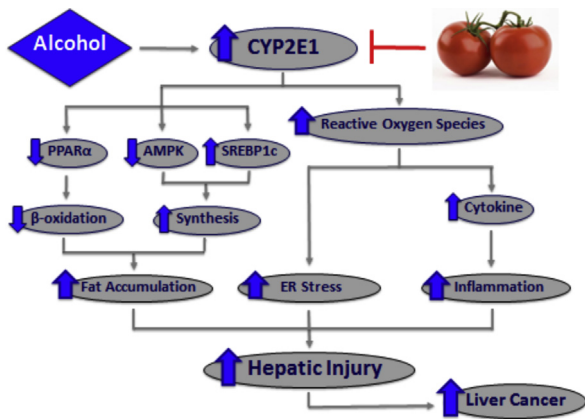 Alcohol
CYP2E1
Reactive Oxygen Species
PPARα
AMPK
SREBP1c
β-oxidation
Synthesis
Cytokine
Fat Accumulation
ER Stress
Inflammation
Hepatic Injury
Liver Cancer